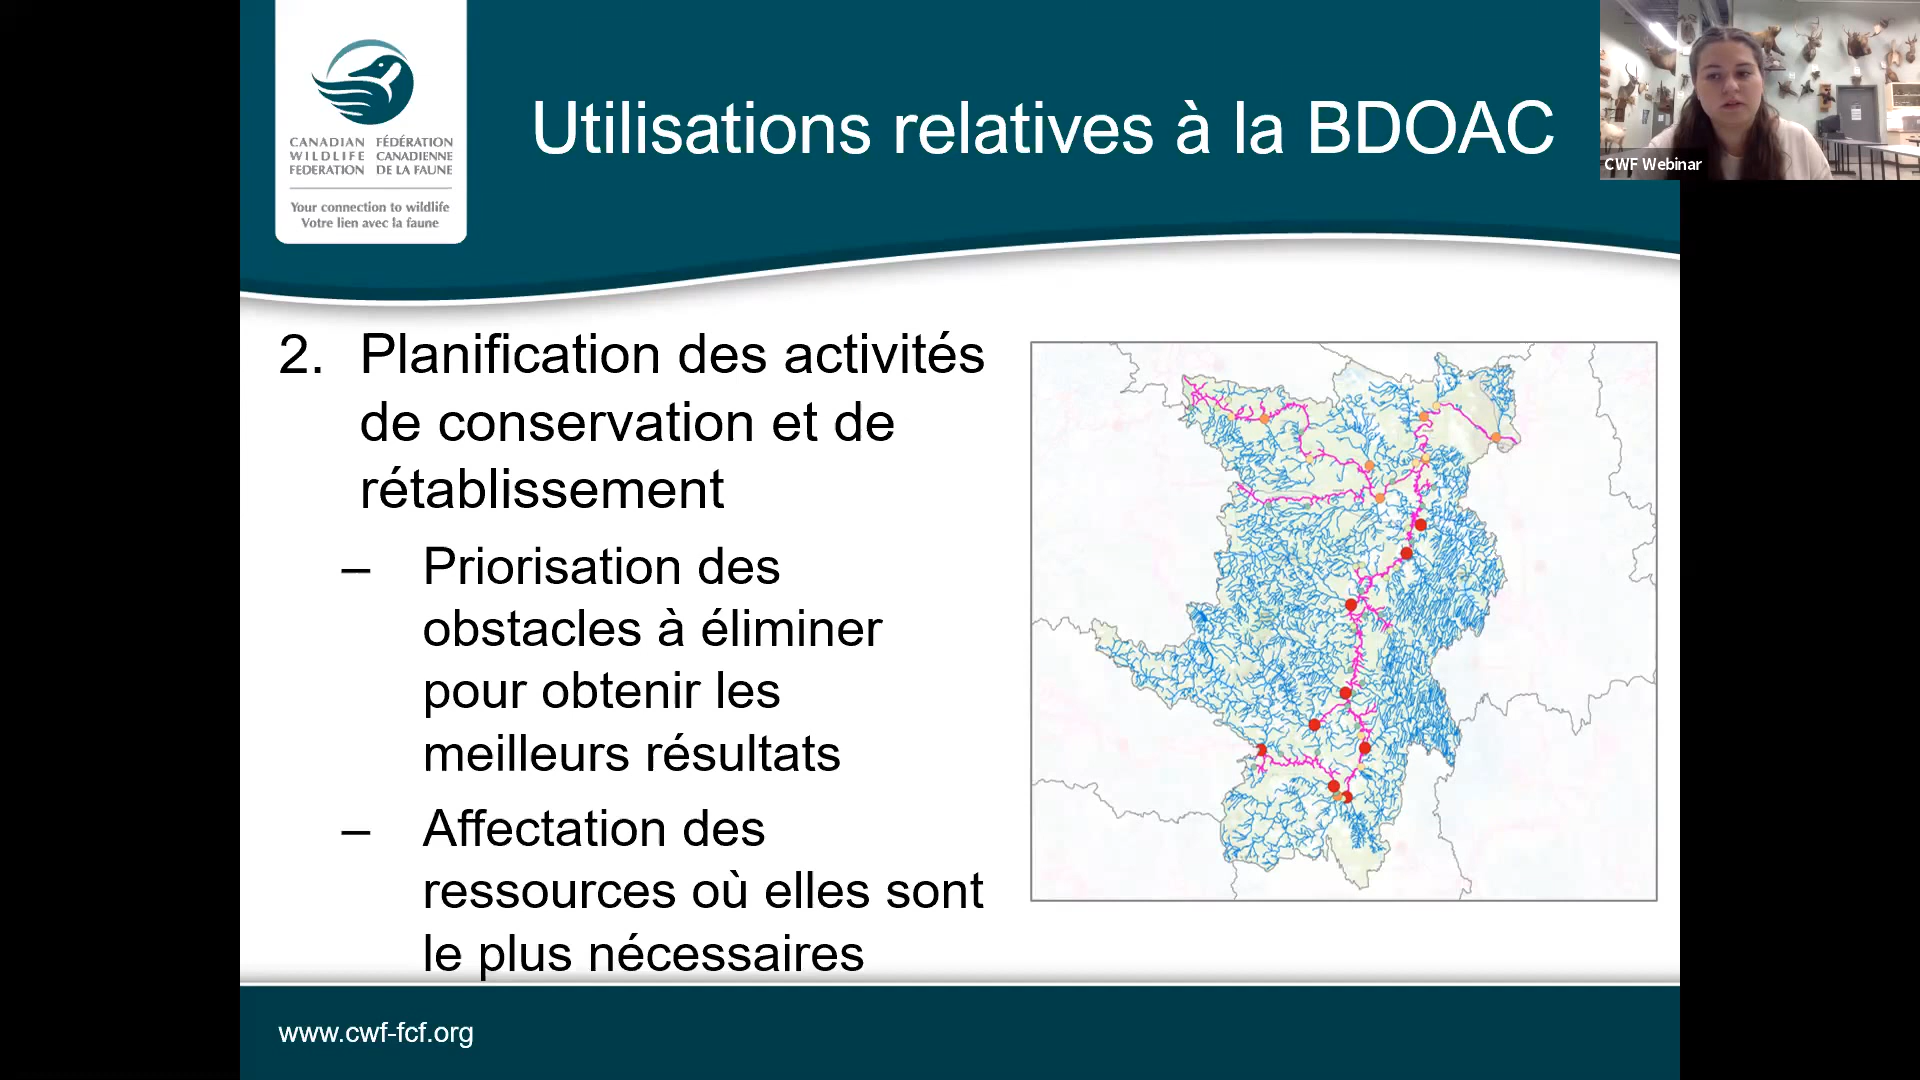 CANADIAN WILDLIFE FEDERATION
FÉDÉRATION CANADIENNE DE LA FAUNE
Your connection to wildlife
Votre lien avec la faune
Utilisations relatives à la BDOAC
CWF Webinar
2. Planification des activités
de conservation et de
rétablissement
– Priorisation des
obstacles à éliminer
pour obtenir les
meilleurs résultats
– Affectation des
ressources où elles sont
le plus nécessaires
www.cwf-fcf.org